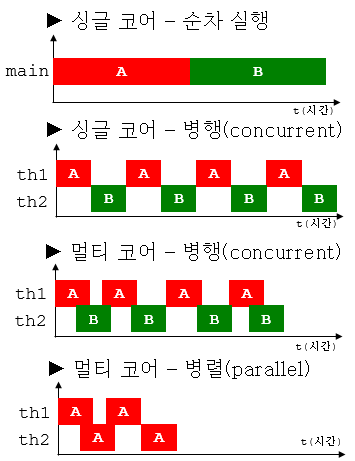 ▶ 싱글 코어 – 순차 실행
main A B
t(시간)
▶ 싱글 코어 – 병행(concurrent)
th1 A A A A
th2 B B B B
t(시간)
▶ 멀티 코어 – 병행(concurrent)
th1 A A A A
th2 B B B B
t(시간)
▶ 멀티 코어 – 병렬(parallel)
th1 A A
th2 A A
t(시간)